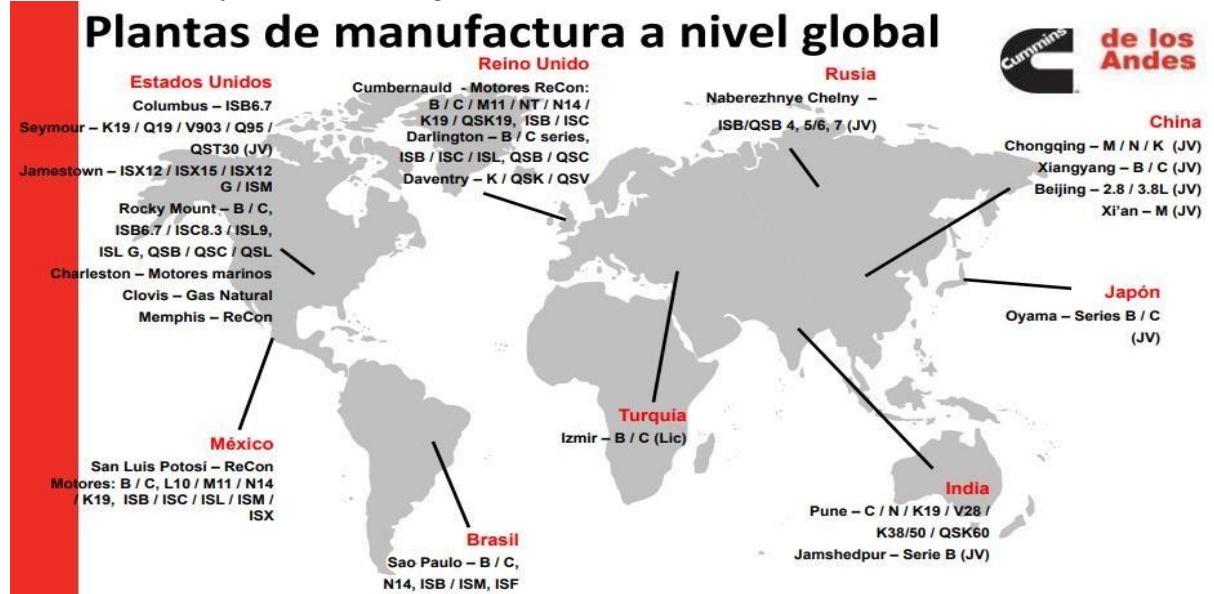 Plantas de manufactura a nivel global
Cummins
de los
Andes
Estados Unidos
Columbus – ISB6.7
Seymour – K19 / Q19 / V903 / Q95 /
QST30 (JV)
Jamestown – ISX12 / ISX15 / ISX12
G / ISM
Rocky Mount – B / C,
ISB6.7 / ISC8.3 / ISL9,
ISL G, QSB / QSC / QSL
Charleston – Motores marinos
Clovis – Gas Natural
Memphis – ReCon
Reino Unido
Cumbernauld - Motores ReCon:
B / C / M11 / NT / N14 /
K19 / QSK19, ISB / ISC
Darlington – B / C series,
ISB / ISC / ISL, QSB / QSC
Daventry – K / QSK / QSV
Rusia
Naberezhnye Chelny –
ISB/QSB 4, 5/6, 7 (JV)
China
Chongqing – M / N / K (JV)
Xiangyang – B / C (JV)
Beijing – 2.8 / 3.8L (JV)
Xi'an – M (JV)
Japón
Oyama – Series B / C
(JV)
Turquía
Izmir – B / C (Lic)
México
San Luis Potosí – ReCon
Motores: B / C, L10 / M11 / N14
/ K19, ISB / ISC / ISL / ISM /
ISX
Brasil
Sao Paulo – B / C,
N14, ISB / ISM, ISF
India
Pune – C / N / K19 / V28 /
K38/50 / QSK60
Jamshedpur – Serie B (JV)